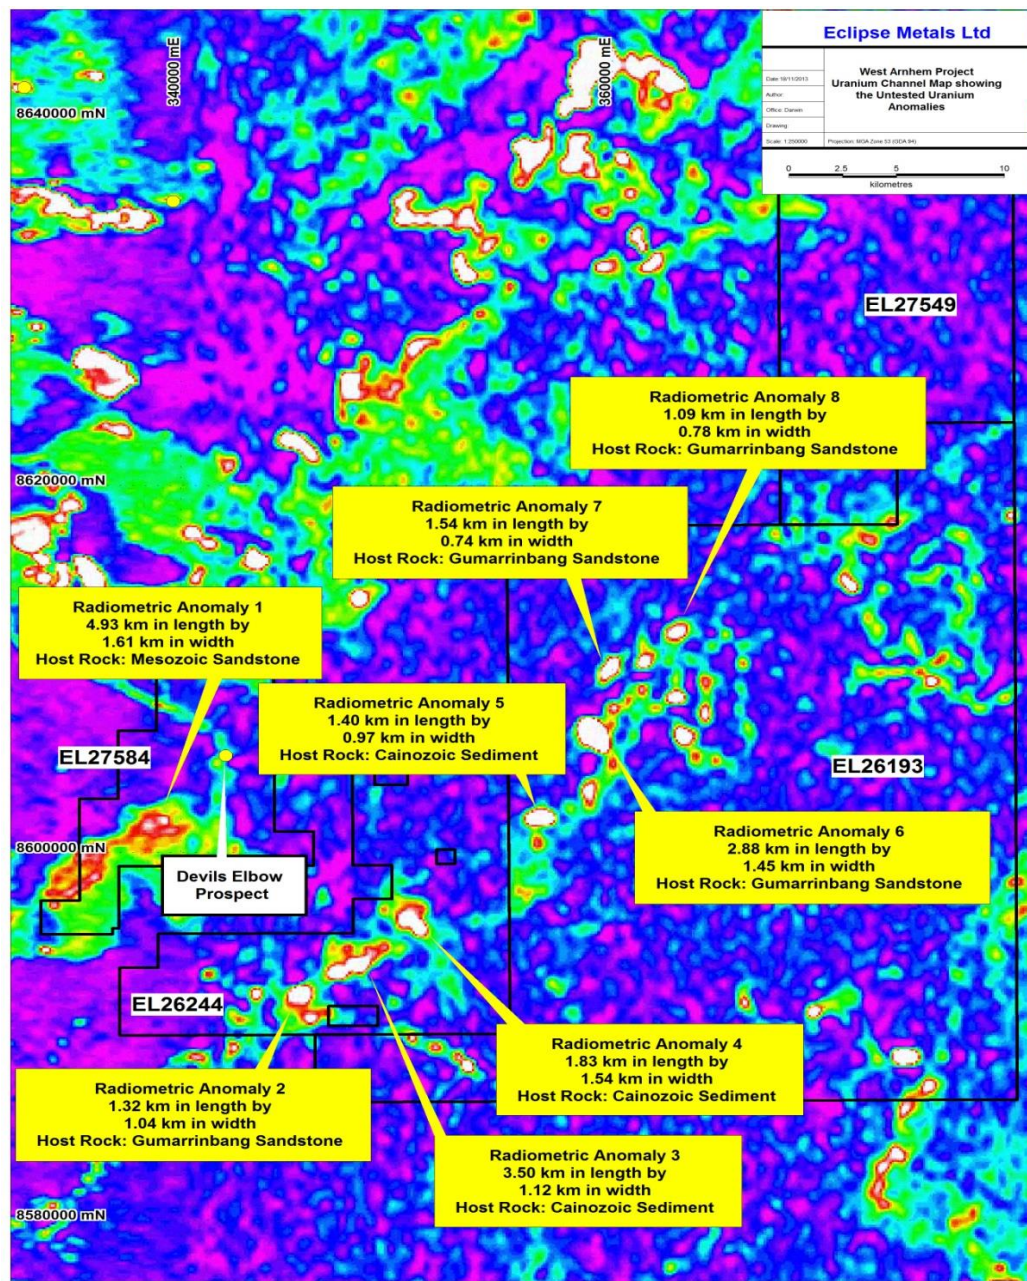 Eclipse Metals Ltd
West Arnhem Project
Uranium Channel Map showing
the Untested Uranium
Anomalies
Date: 18/11/2013
Author:
Office: Darwin
Drawing:
Scale: 1:250000
Projection: MGA Zone 53 (GDA 94)
0 2.5 5 10
kilometres
340000 mE
360000 mE
8640000 mN
EL27549
Radiometric Anomaly 8
1.09 km in length by
0.78 km in width
Host Rock: Gumarrinbang Sandstone
8620000 mN
Radiometric Anomaly 7
1.54 km in length by
0.74 km in width
Host Rock: Gumarrinbang Sandstone
Radiometric Anomaly 1
4.93 km in length by
1.61 km in width
Host Rock: Mesozoic Sandstone
Radiometric Anomaly 5
1.40 km in length by
0.97 km in width
Host Rock: Cainozoic Sediment
EL27584
EL26193
Radiometric Anomaly 6
2.88 km in length by
1.45 km in width
Host Rock: Gumarrinbang Sandstone
8600000 mN
Devils Elbow
Prospect
EL26244
Radiometric Anomaly 4
1.83 km in length by
1.54 km in width
Host Rock: Cainozoic Sediment
Radiometric Anomaly 2
1.32 km in length by
1.04 km in width
Host Rock: Gumarrinbang Sandstone
Radiometric Anomaly 3
3.50 km in length by
1.12 km in width
Host Rock: Cainozoic Sediment
8580000 mN